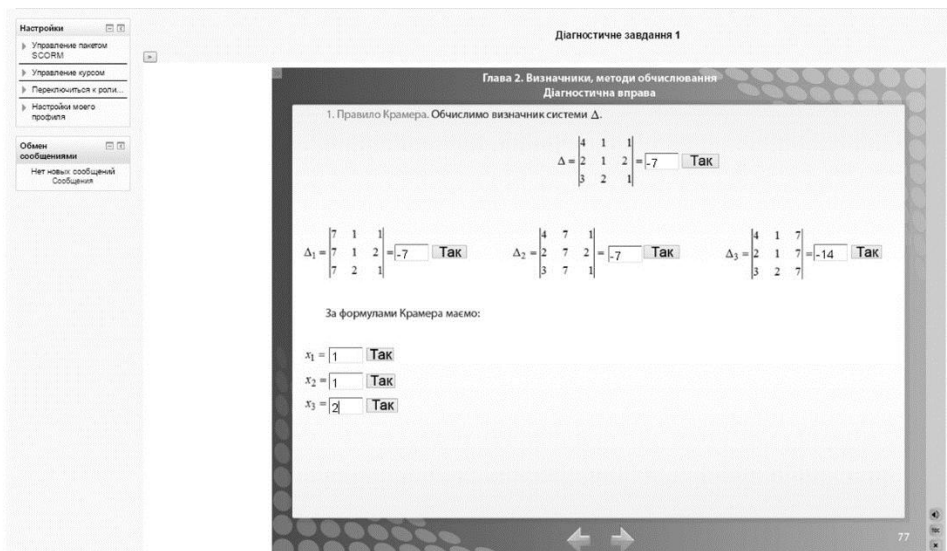 Настройки
Управление пакетом
SCORM
Управление курсом
Переключиться к роли...
Настройки моего
профиля
Обмен
сообщениями
Нет новых сообщений
Сообщения
Діагностичне завдання 1
Глава 2. Визначники, методи обчислювання
Діагностична вправа
1. Правило Крамера. Обчислимо визначник системи Δ.
4 1 1
Δ = 2 1 2 = -7 Так
3 2 1
7 1 1
Δ₁ = 7 1 2 = -7 Так
7 2 1
4 7 1
Δ₂ = 2 7 2 = -7 Так
3 7 1
4 1 7
Δ₃ = 2 1 7 = -14 Так
3 2 7
За формулами Крамера маємо:
x₁ = 1 Так
x₂ = 1 Так
x₃ = 2 Так
77